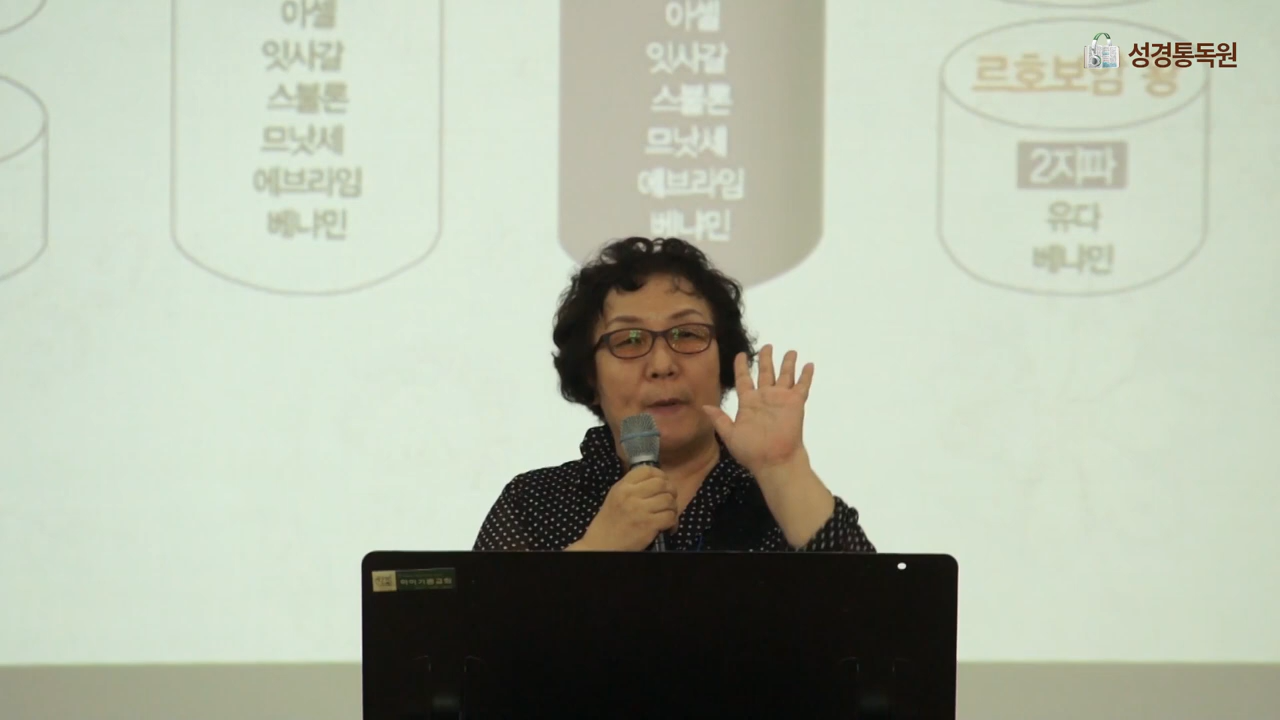 아셀
잇사갈
스불론
므낫세
에브라임
베냐민
아셀
잇사갈
스불론
므낫세
에브라임
베냐민
르호보암 왕
2지파
유다
베냐민
성경통독원